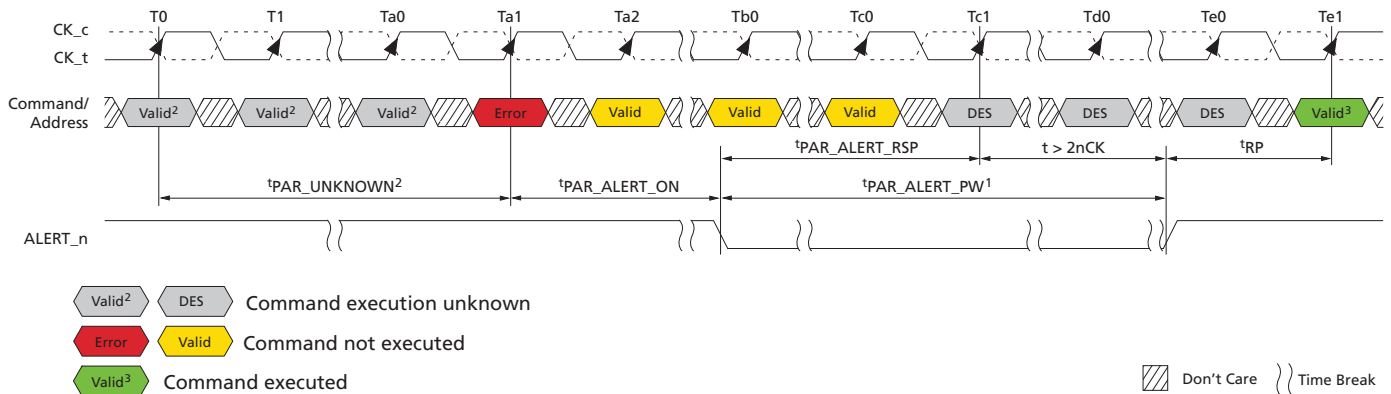 T0 T1 Ta0 Ta1 Ta2 Tb0 Tc0 Tc1 Td0 Te0 Te1
CK_c
CK_t
Command/
Address
Valid² Valid² Valid² Error Valid Valid Valid DES DES DES Valid³
tPAR_ALERT_RSP t > 2nCK tRP
tPAR_UNKNOWN² tPAR_ALERT_ON tPAR_ALERT_PW¹
ALERT_n
Valid² DES Command execution unknown
Error Valid Command not executed
Valid³ Command executed
Don't Care Time Break